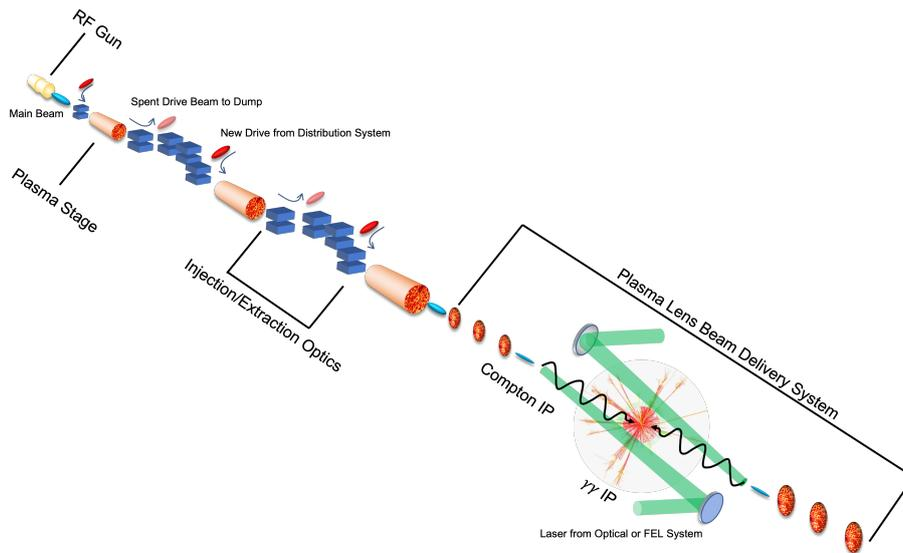 RF Gun
Main Beam
Spent Drive Beam to Dump
New Drive from Distribution System
Plasma Stage
Injection/Extraction Optics
Plasma Lens Beam Delivery System
Compton IP
γγ IP
Laser from Optical or FEL System